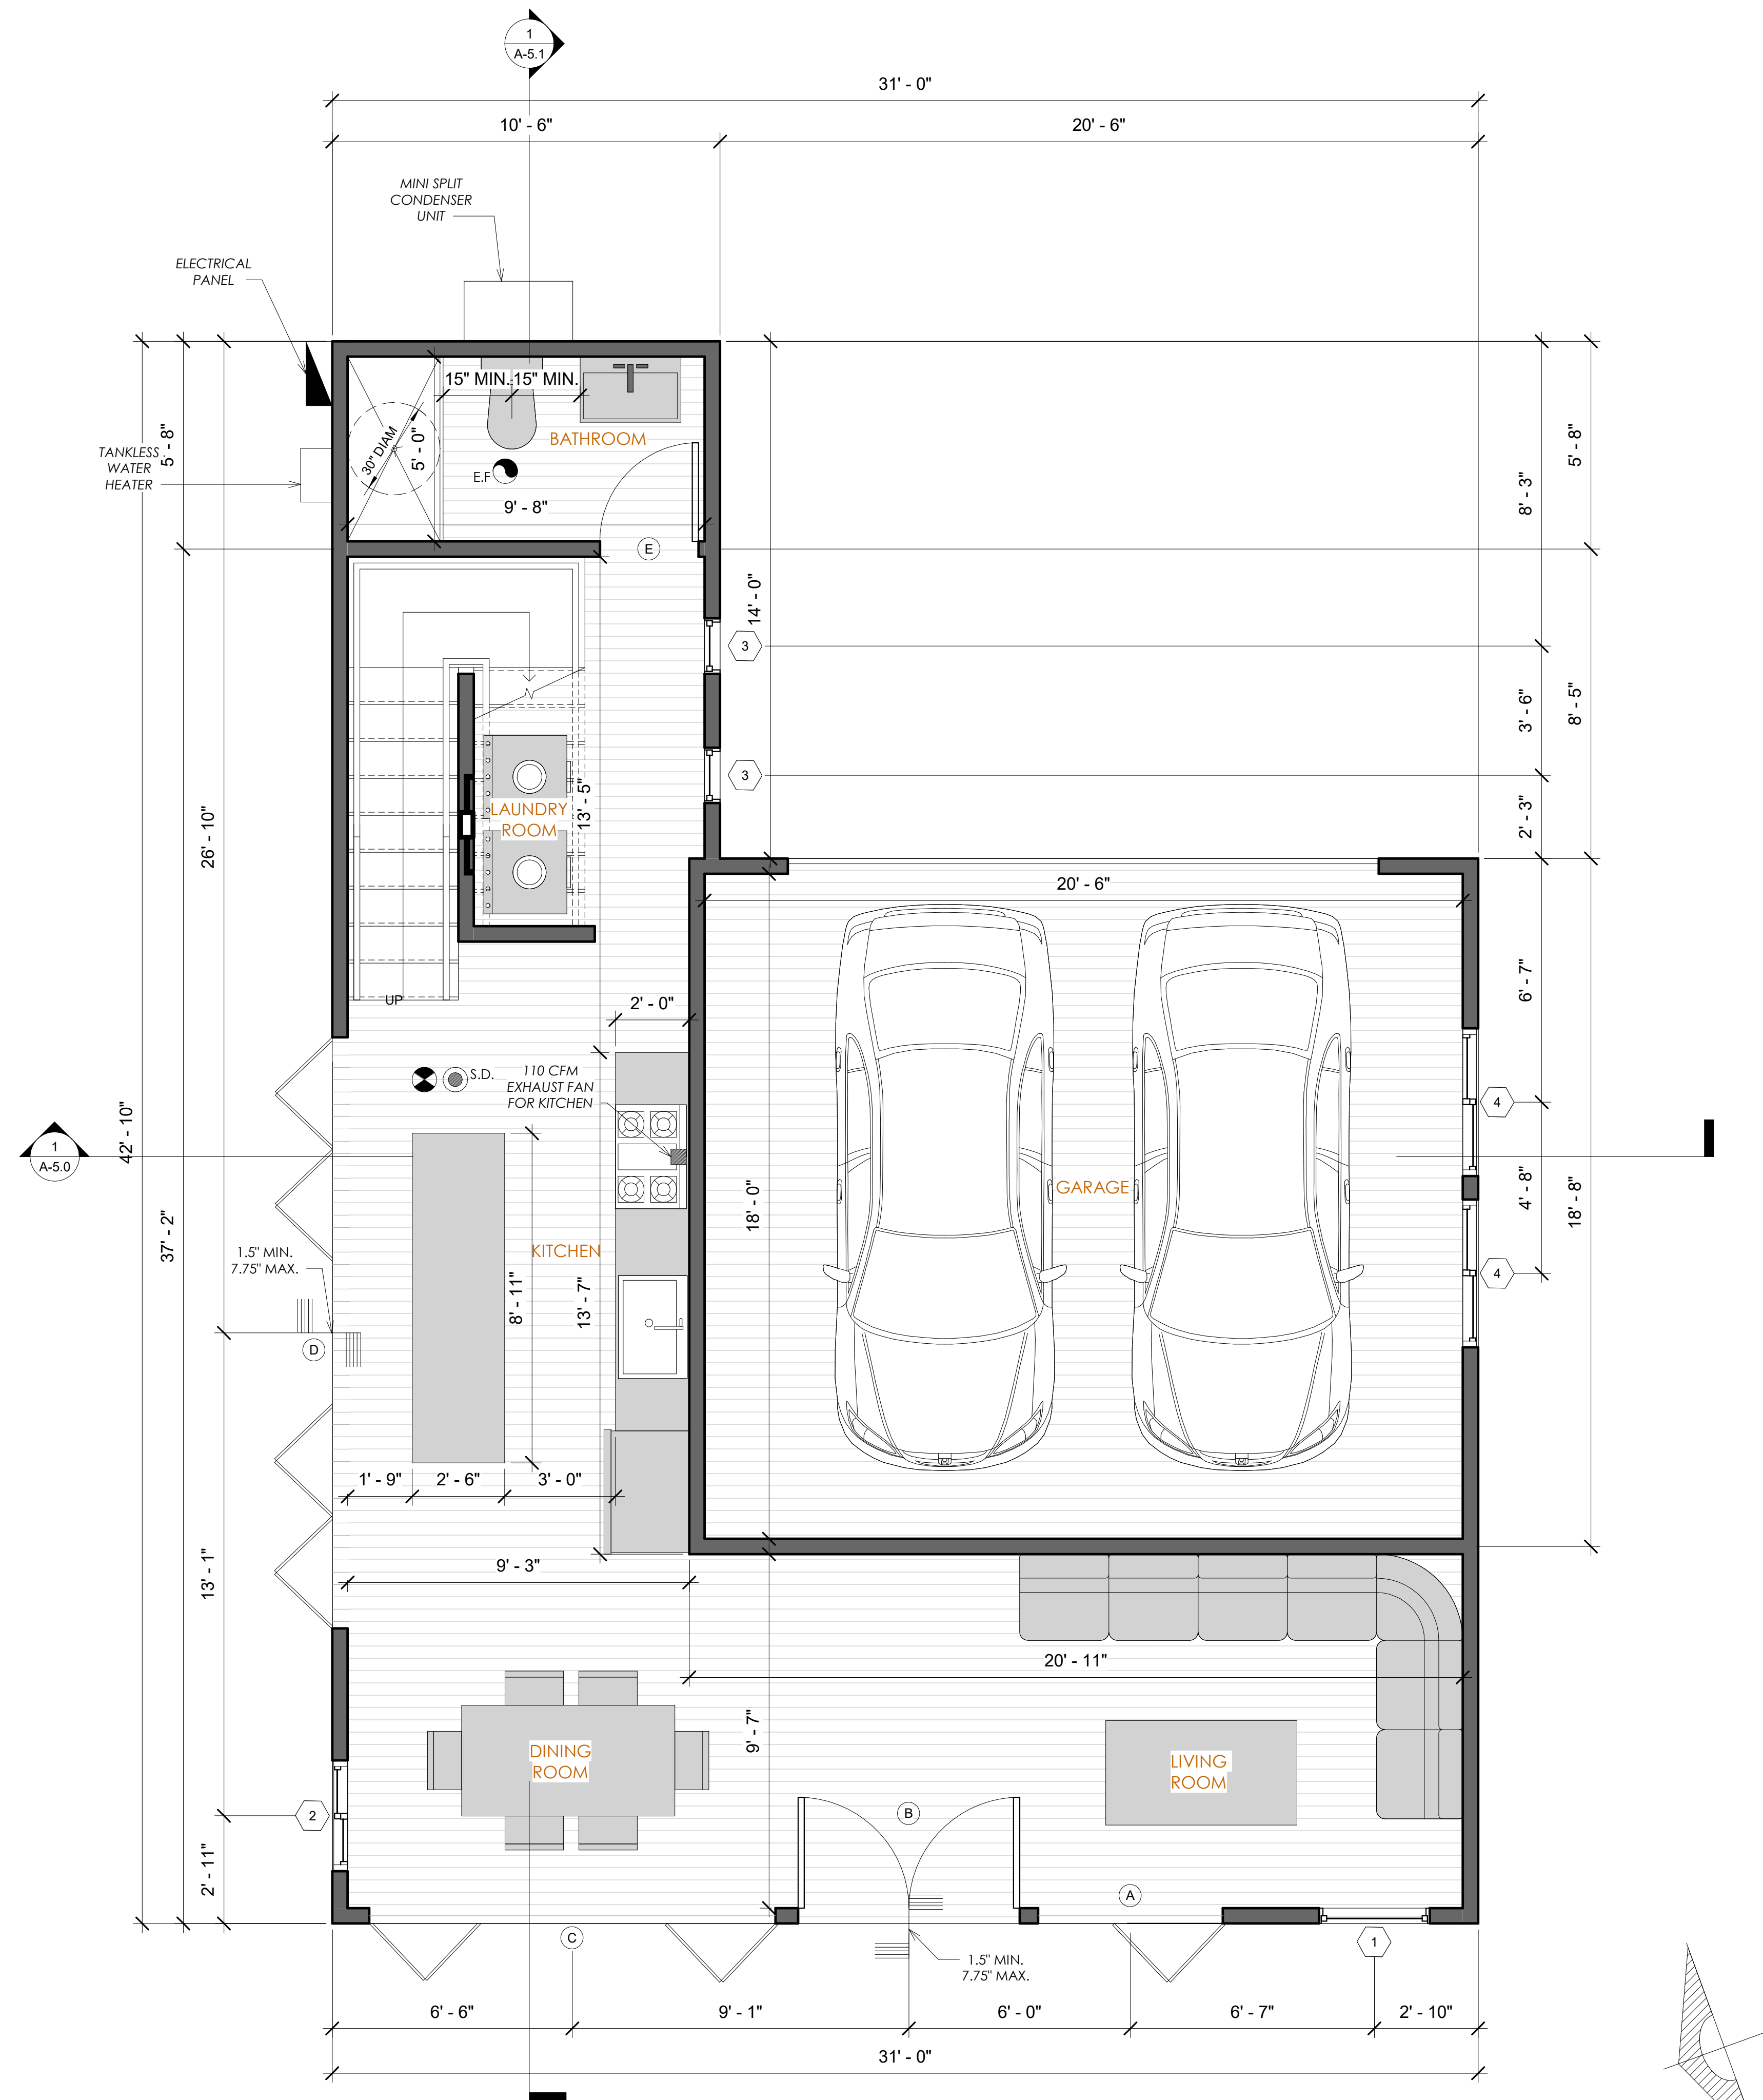 1
A-5.1
31' - 0"
10' - 6"
20' - 6"
MINI SPLIT
CONDENSER
UNIT
ELECTRICAL
PANEL
15" MIN.
15" MIN.
30" DIAM
5' - 0"
BATHROOM
E.F
5' - 8"
5' - 8"
TANKLESS
WATER
HEATER
8' - 3"
9' - 8"
E
14' - 0"
3
3' - 6"
8' - 5"
3
LAUNDRY
ROOM
13' - 5"
2' - 3"
26' - 10"
20' - 6"
6' - 7"
UP
2' - 0"
S.D.
110 CFM
EXHAUST FAN
FOR KITCHEN
4
42' - 10"
1
A-5.0
GARAGE
18' - 0"
4' - 8"
18' - 8"
37' - 2"
1.5" MIN.
7.75" MAX.
KITCHEN
8' - 11"
13' - 7"
4
D
1' - 9"
2' - 6"
3' - 0"
9' - 3"
13' - 1"
20' - 11"
9' - 7"
DINING
ROOM
LIVING
ROOM
2
B
2' - 11"
A
C
1
1.5" MIN.
7.75" MAX.
6' - 6"
9' - 1"
6' - 0"
6' - 7"
2' - 10"
31' - 0"